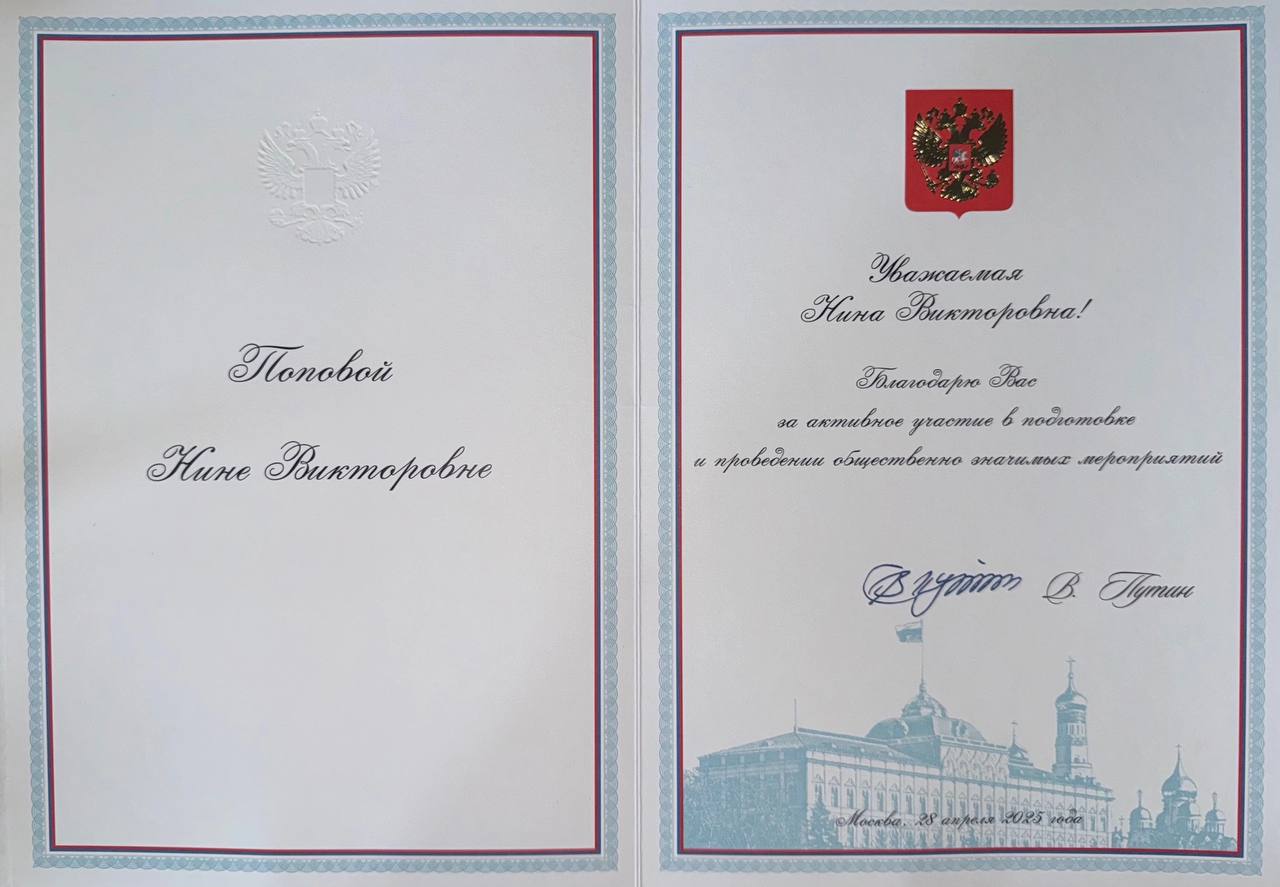 Поповой
Нине Викторовне
Уважаемая
Нина Викторовна!
Благодарю Вас
за активное участие в подготовке
и проведении общественно значимых мероприятий
В. Путин
Москва, 28 апреля 2025 года